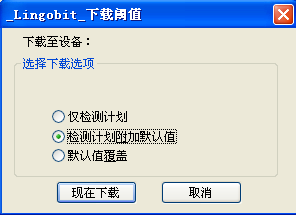 _Lingobit_下载阈值
下载至设备：
选择下载选项
仅检测计划
检测计划附加默认值
默认值覆盖
现在下载
取消